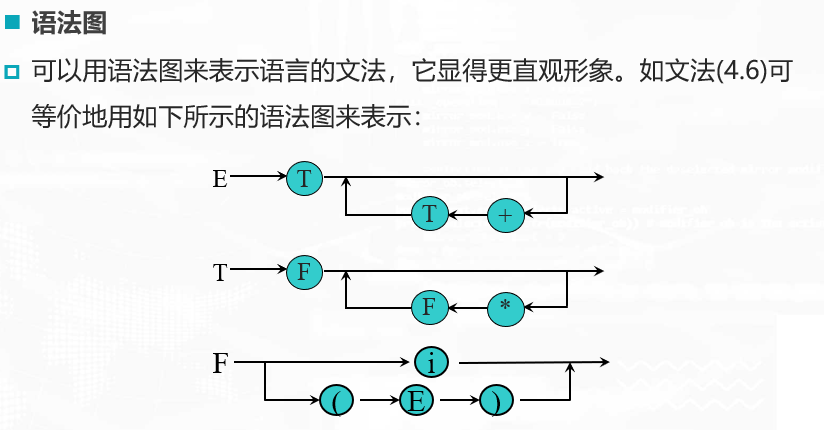 语法图
可以用语法图来表示语言的文法，它显得更直观形象。如文法(4.6)可
等价地用如下所示的语法图来表示：
E T
T +
T F
F *
F i
( E )